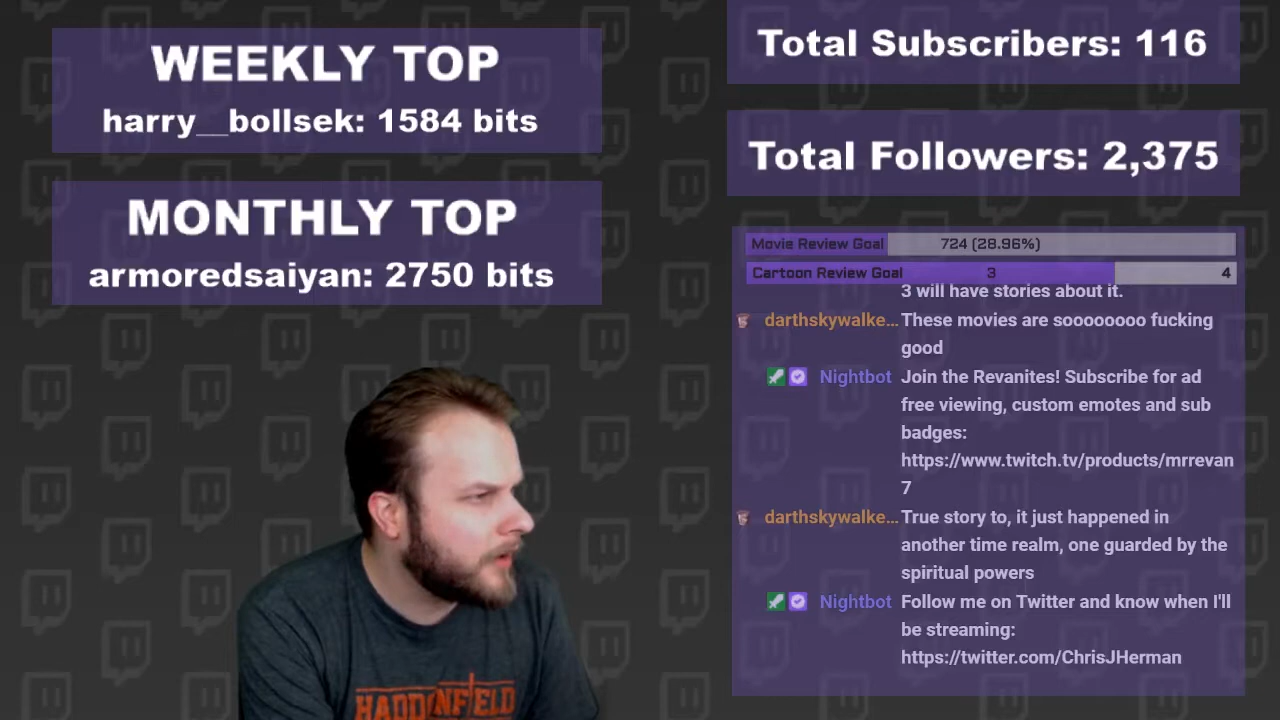 WEEKLY TOP
harry__bollsek: 1584 bits
MONTHLY TOP
armoredsaiyan: 2750 bits
Total Subscribers: 116
Total Followers: 2,375
Movie Review Goal 724 (28.96%)
Cartoon Review Goal 3 4
3 will have stories about it.
darthskywalke... These movies are soooooooo fucking
good
Nightbot Join the Revanites! Subscribe for ad
free viewing, custom emotes and sub
badges:
https://www.twitch.tv/products/mrrevan
7
darthskywalke... True story to, it just happened in
another time realm, one guarded by the
spiritual powers
Nightbot Follow me on Twitter and know when I'll
be streaming:
https://twitter.com/ChrisJHerman
HADDONFIELD